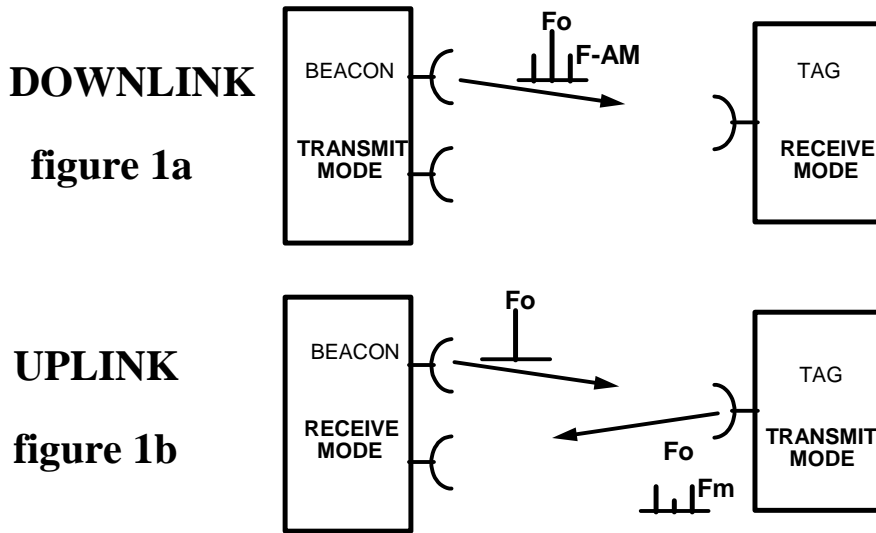 DOWNLINK
figure 1a
BEACON
TRANSMIT
MODE
Fo
F-AM
TAG
RECEIVE
MODE
UPLINK
figure 1b
BEACON
RECEIVE
MODE
Fo
Fo
Fm
TAG
TRANSMIT
MODE